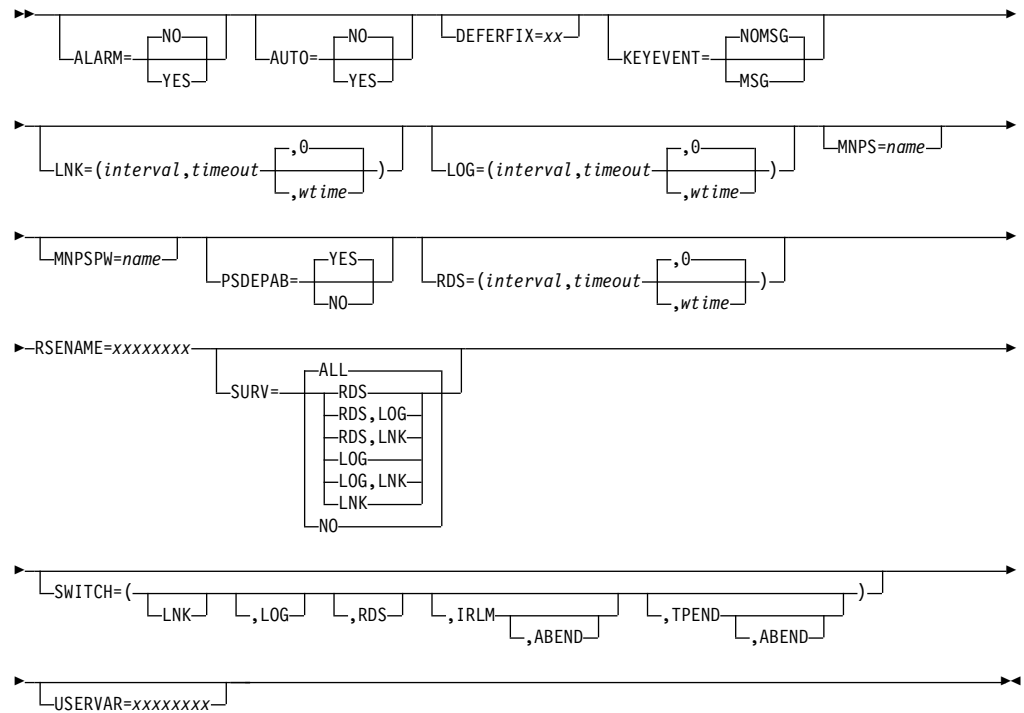 NO NO DEFERFIX=xx NOMSG
ALARM= AUTO= KEYEVENT=
YES YES MSG
,0 ,0 MNPS=name
LNK=(interval,timeout ) LOG=(interval,timeout )
,wtime ,wtime
MNPSPW=name YES ,0
PSDEPAB= RDS=(interval,timeout )
NO ,wtime
RSENAME=xxxxxxxx
ALL
SURV= RDS
RDS,LOG
RDS,LNK
LOG
LOG,LNK
LNK
NO
SWITCH=( )
LNK ,LOG ,RDS ,IRLM ,TPEND
,ABEND ,ABEND
USERVAR=xxxxxxxx